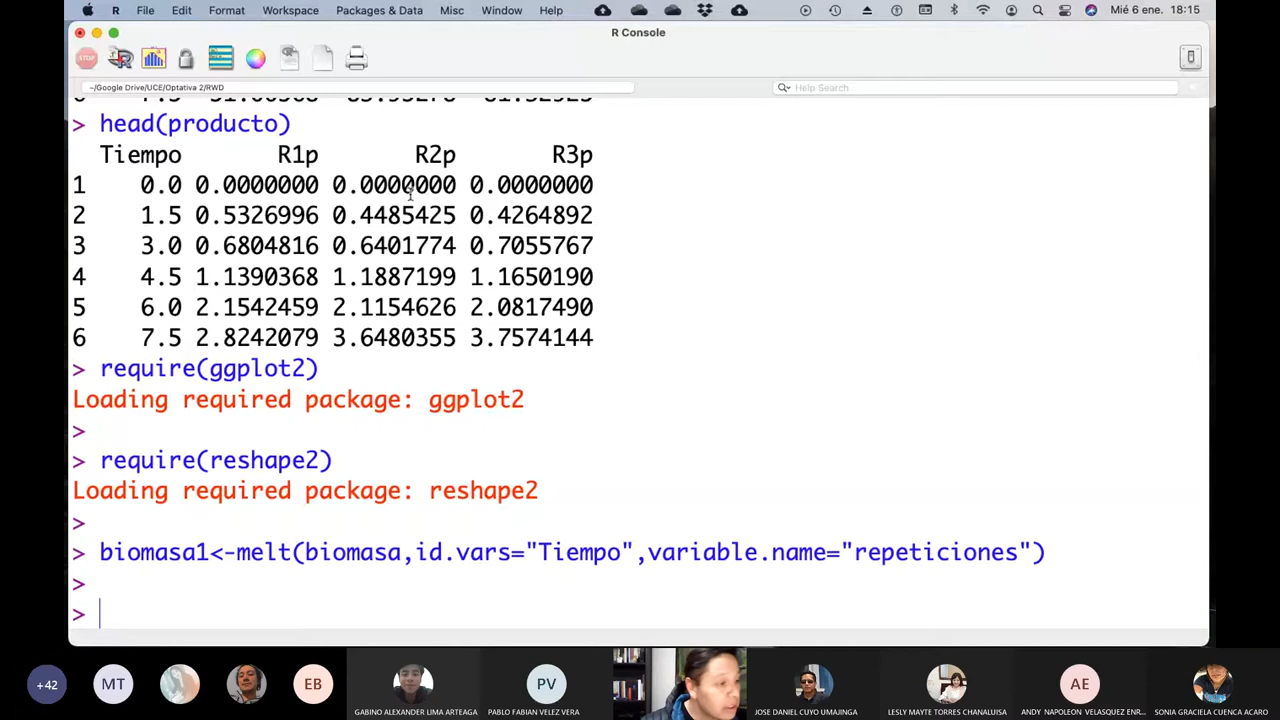 R File Edit Format Workspace Packages & Data Misc Window Help Mié 6 ene. 18:15
R Console
STOP
~/Google Drive/UCE/Optativa 2/RWD
Help Search
> head(producto)
Tiempo R1p R2p R3p
1 0.0 0.0000000 0.0000000 0.0000000
2 1.5 0.5326996 0.4485425 0.4264892
3 3.0 0.6804816 0.6401774 0.7055767
4 4.5 1.1390368 1.1887199 1.1650190
5 6.0 2.1542459 2.1154626 2.0817490
6 7.5 2.8242079 3.6480355 3.7574144
> require(ggplot2)
Loading required package: ggplot2
>
> require(reshape2)
Loading required package: reshape2
>
> biomasa1<-melt(biomasa,id.vars="Tiempo",variable.name="repeticiones")
>
>
+42 MT EB PV AE
GABINO ALEXANDER LIMA ARTEAGA PABLO FABIAN VELEZ VERA JOSE DANIEL CUYO UMAJINGA LESLY MAYTE TORRES CHANALUISA ANDY NAPOLEON VELASQUEZ ENR... SONIA GRACIELA CUENCA ACARO